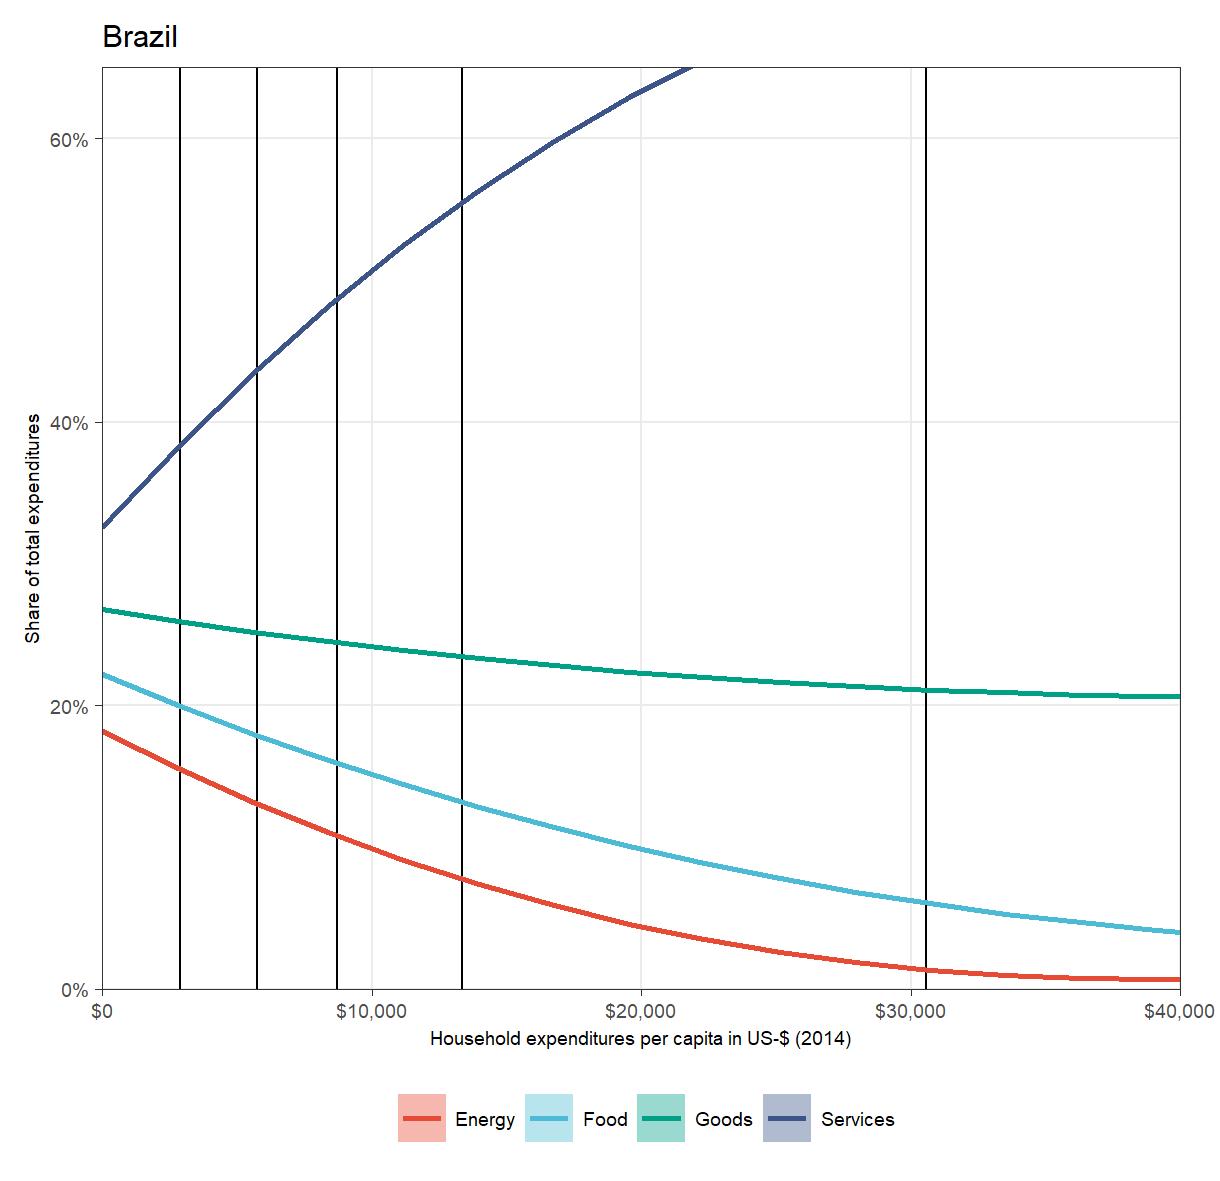 Brazil
Share of total expenditures
60%
40%
20%
0%
$0 $10,000 $20,000 $30,000 $40,000
Household expenditures per capita in US-$ (2014)
Energy Food Goods Services